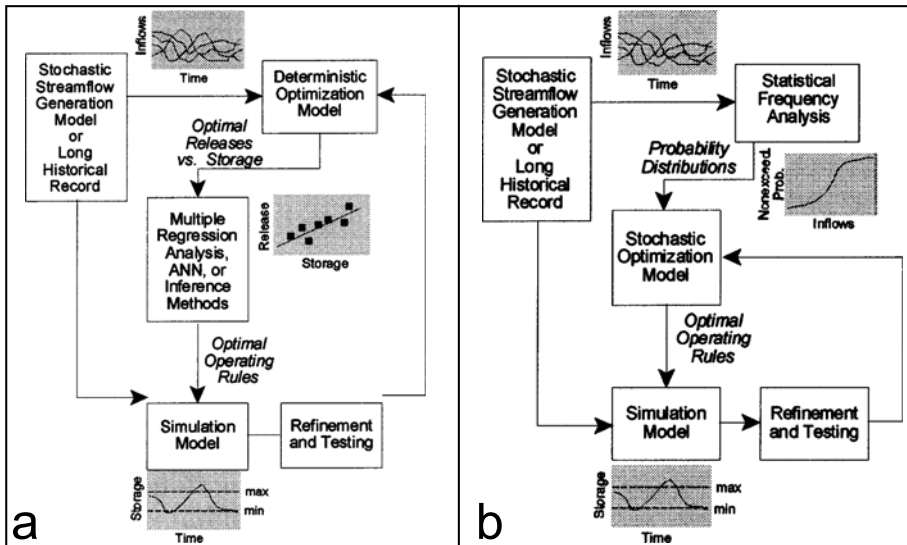 Inflows
Time
Stochastic
Streamflow
Generation
Model
or
Long
Historical
Record
Deterministic
Optimization
Model
Optimal
Releases
vs. Storage
Multiple
Regression
Analysis,
ANN, or
Inference
Methods
Release
Storage
Optimal
Operating
Rules
Simulation
Model
Refinement
and Testing
Storage
max
min
Time
a
Inflows
Time
Stochastic
Streamflow
Generation
Model
or
Long
Historical
Record
Statistical
Frequency
Analysis
Probability
Distributions
Nonexceed.
Prob.
Inflows
Stochastic
Optimization
Model
Optimal
Operating
Rules
Simulation
Model
Refinement
and Testing
Storage
max
min
Time
b